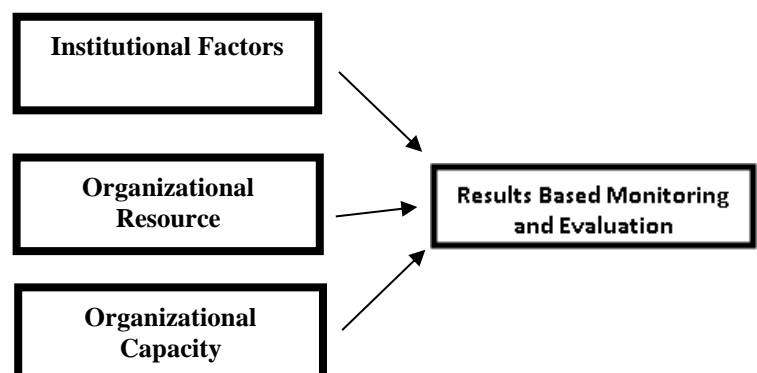 Institutional Factors
Organizational
Resource
Results Based Monitoring
and Evaluation
Organizational
Capacity